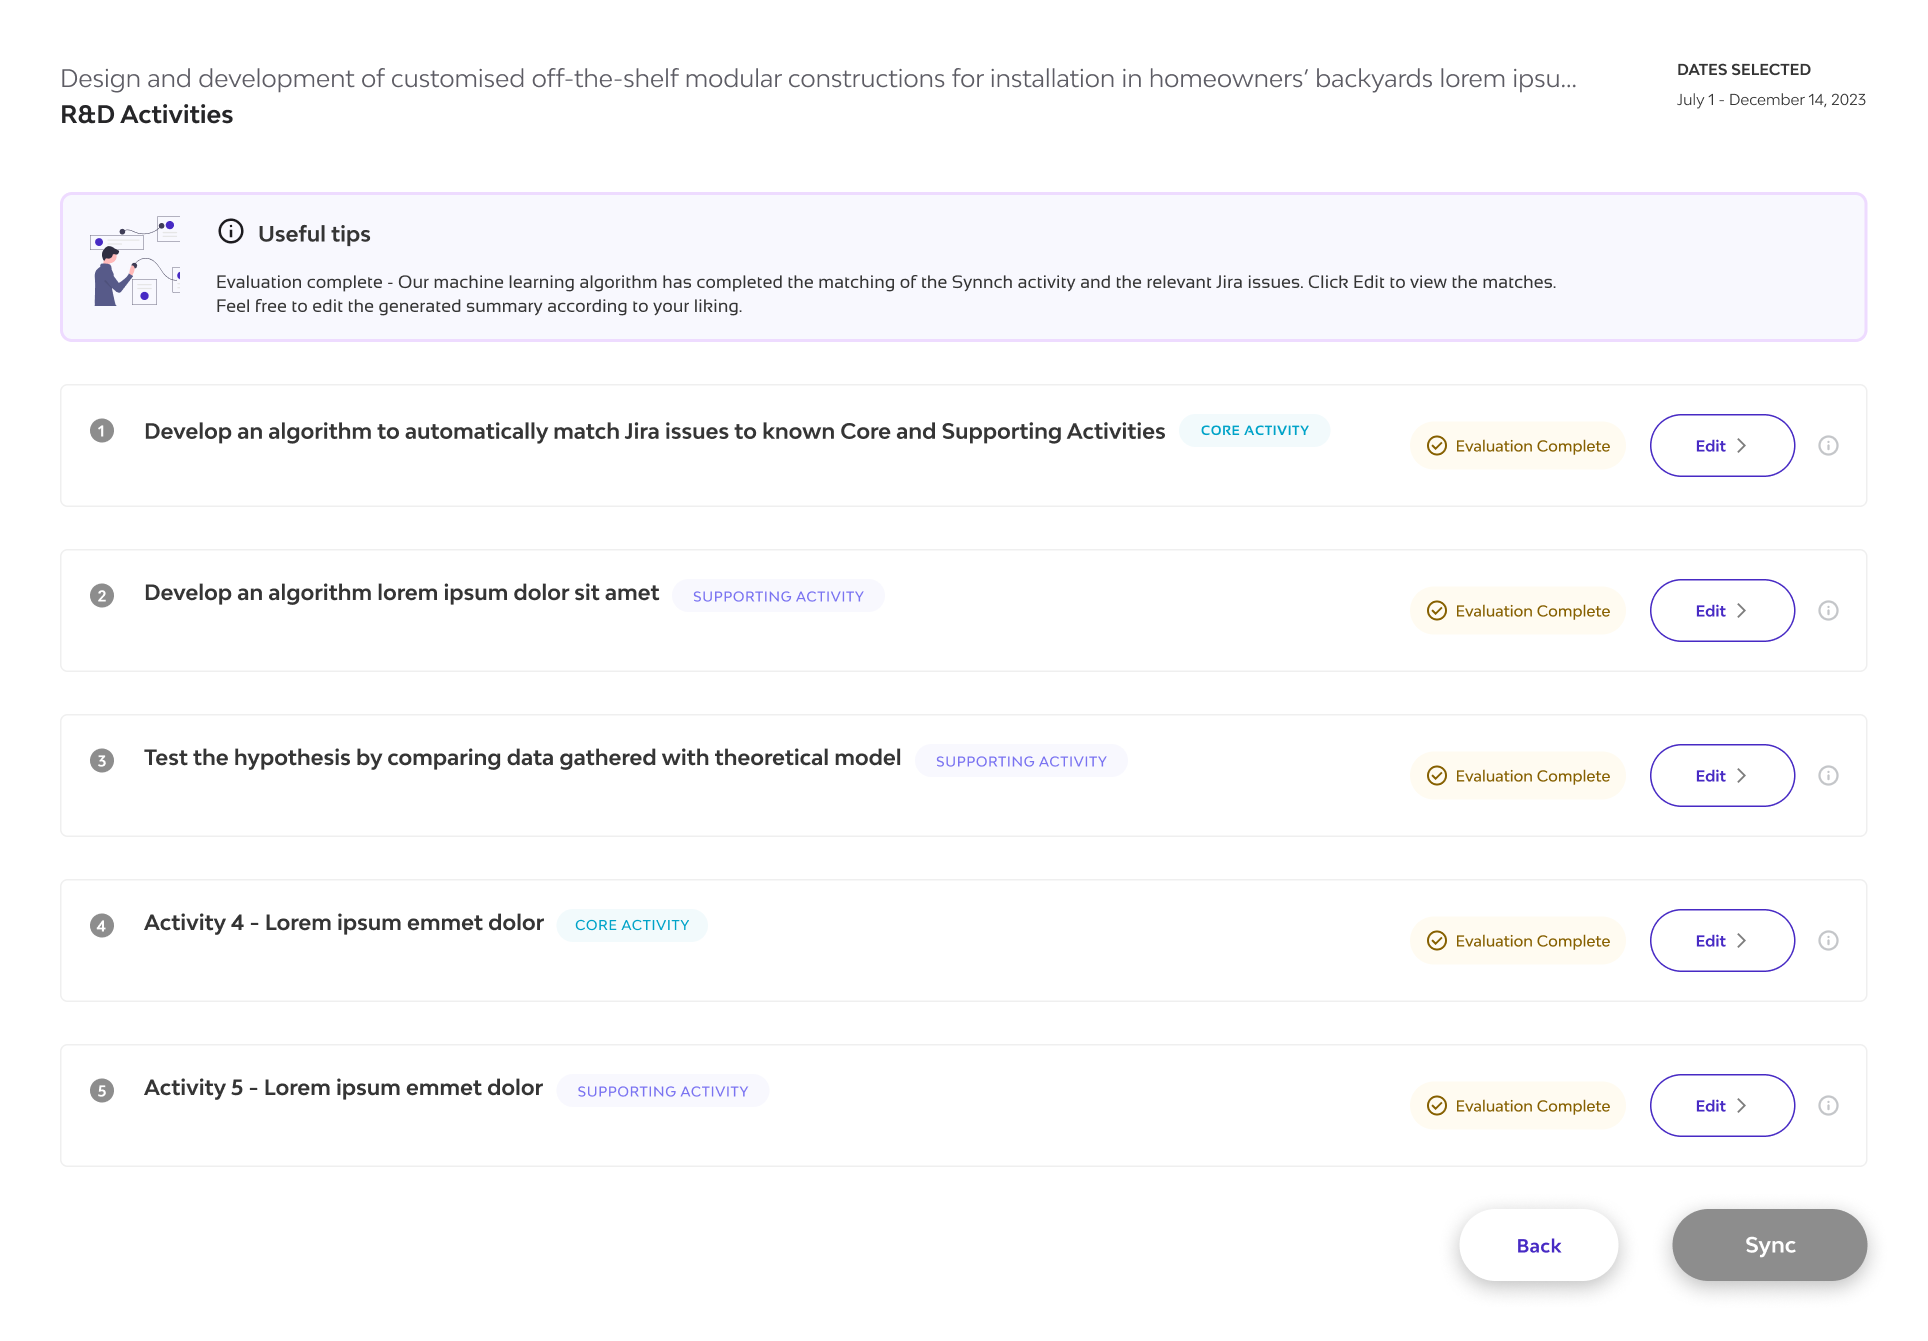 Design and development of customised off-the-shelf modular constructions for installation in homeowners’ backyards lorem ipsu...
R&D Activities
DATES SELECTED
July 1 - December 14, 2023
Useful tips
Evaluation complete - Our machine learning algorithm has completed the matching of the Synnch activity and the relevant Jira issues. Click Edit to view the matches.
Feel free to edit the generated summary according to your liking.
1 Develop an algorithm to automatically match Jira issues to known Core and Supporting Activities CORE ACTIVITY Evaluation Complete Edit
2 Develop an algorithm lorem ipsum dolor sit amet SUPPORTING ACTIVITY Evaluation Complete Edit
3 Test the hypothesis by comparing data gathered with theoretical model SUPPORTING ACTIVITY Evaluation Complete Edit
4 Activity 4 - Lorem ipsum emmet dolor CORE ACTIVITY Evaluation Complete Edit
5 Activity 5 - Lorem ipsum emmet dolor SUPPORTING ACTIVITY Evaluation Complete Edit
Back Sync